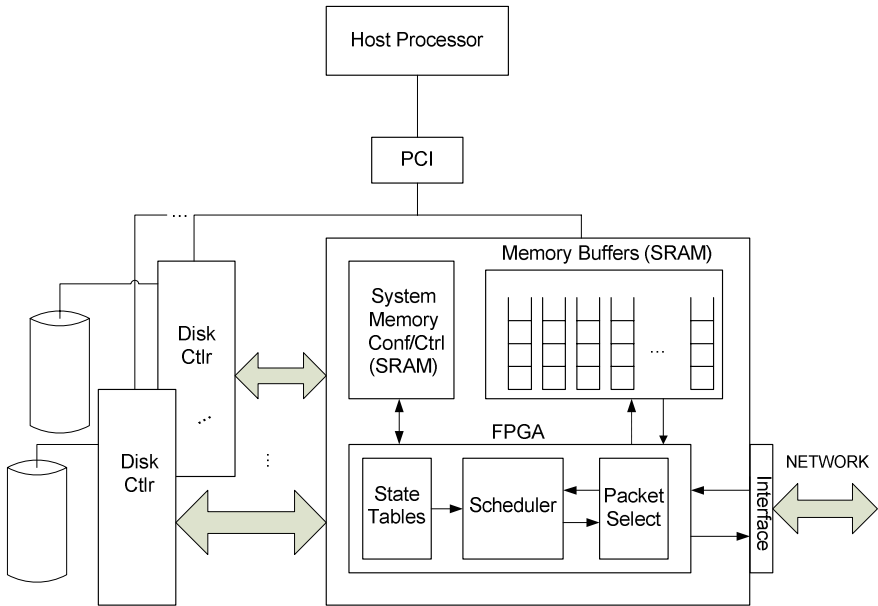 Host Processor
PCI
...
Memory Buffers (SRAM)
System
Memory
Conf/Ctrl
(SRAM)
Disk
Ctlr
...
...
FPGA
Disk
Ctlr
...
State
Tables
Scheduler
Packet
Select
Interface
NETWORK